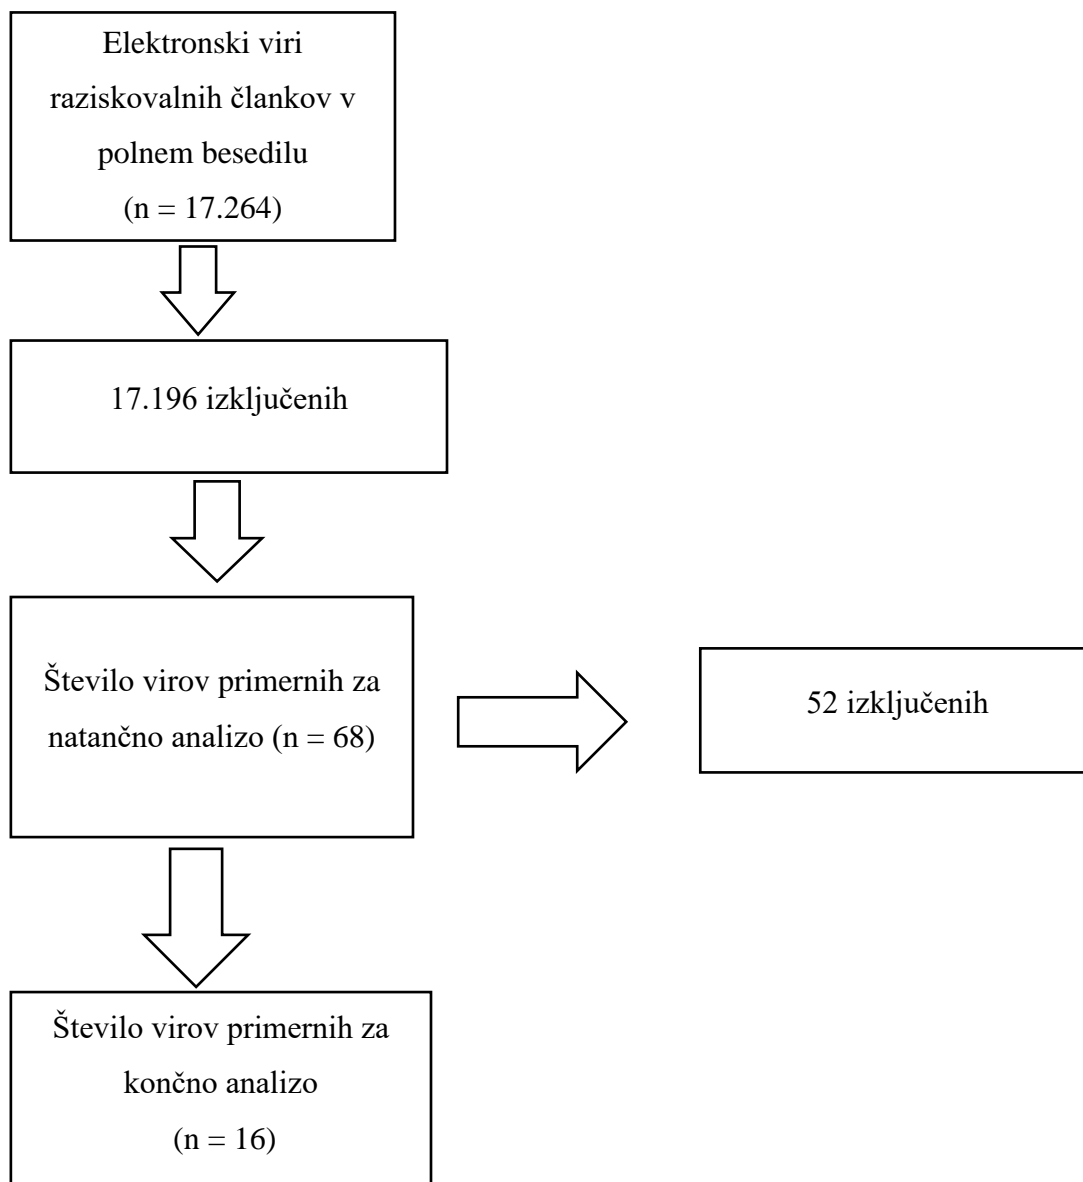 Elektronski viri
raziskovalnih člankov v
polnem besedilu
(n = 17.264)
17.196 izključenih
Število virov primernih za
natančno analizo (n = 68)
52 izključenih
Število virov primernih za
končno analizo
(n = 16)